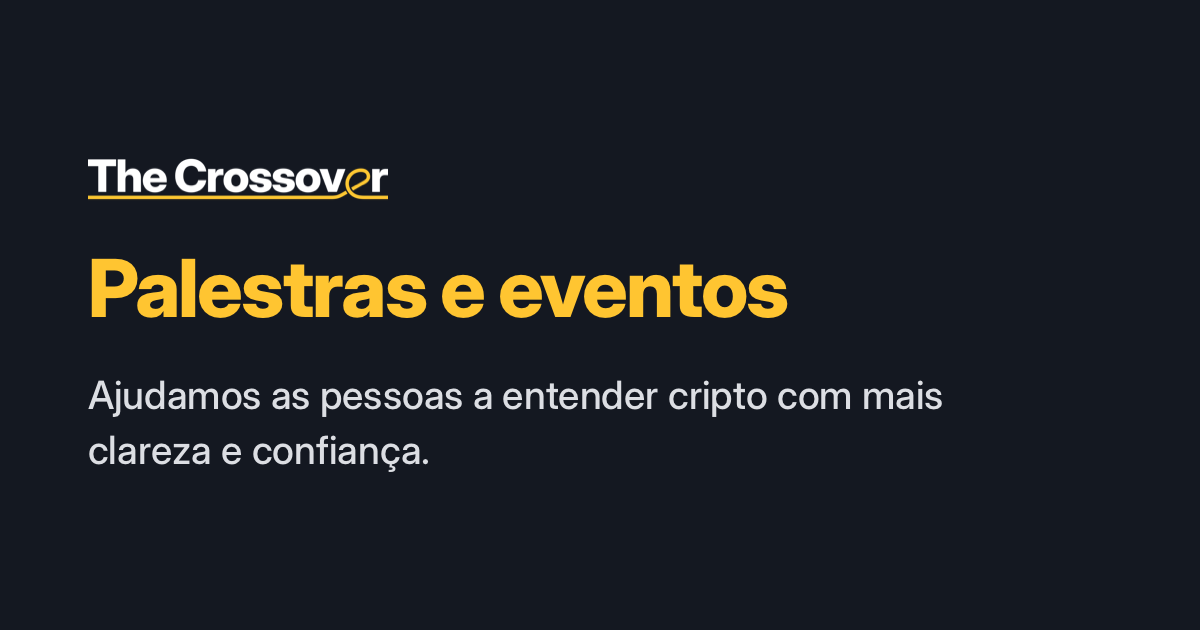 The Crossover
Palestras e eventos
Ajudamos as pessoas a entender cripto com mais
clareza e confiança.